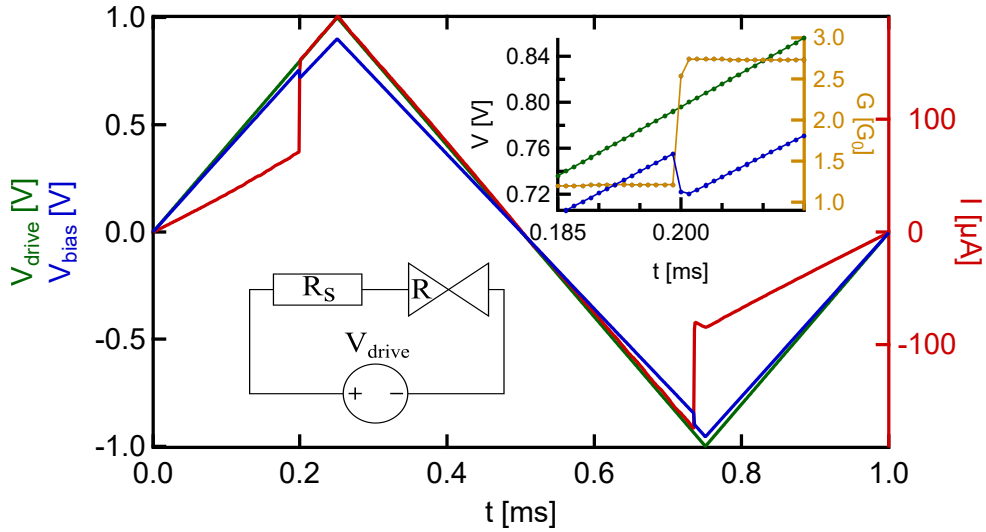 1.0
0.5
0.0
-0.5
-1.0
V_drive [V]
V_bias [V]
0.0
0.2
0.4
0.6
0.8
1.0
t [ms]
100
0
-100
I [µA]
0.84
0.80
0.76
0.72
V [V]
0.185
0.200
t [ms]
3.0
2.5
2.0
1.5
1.0
G [G₀]
R_S
R
V_drive
+ −